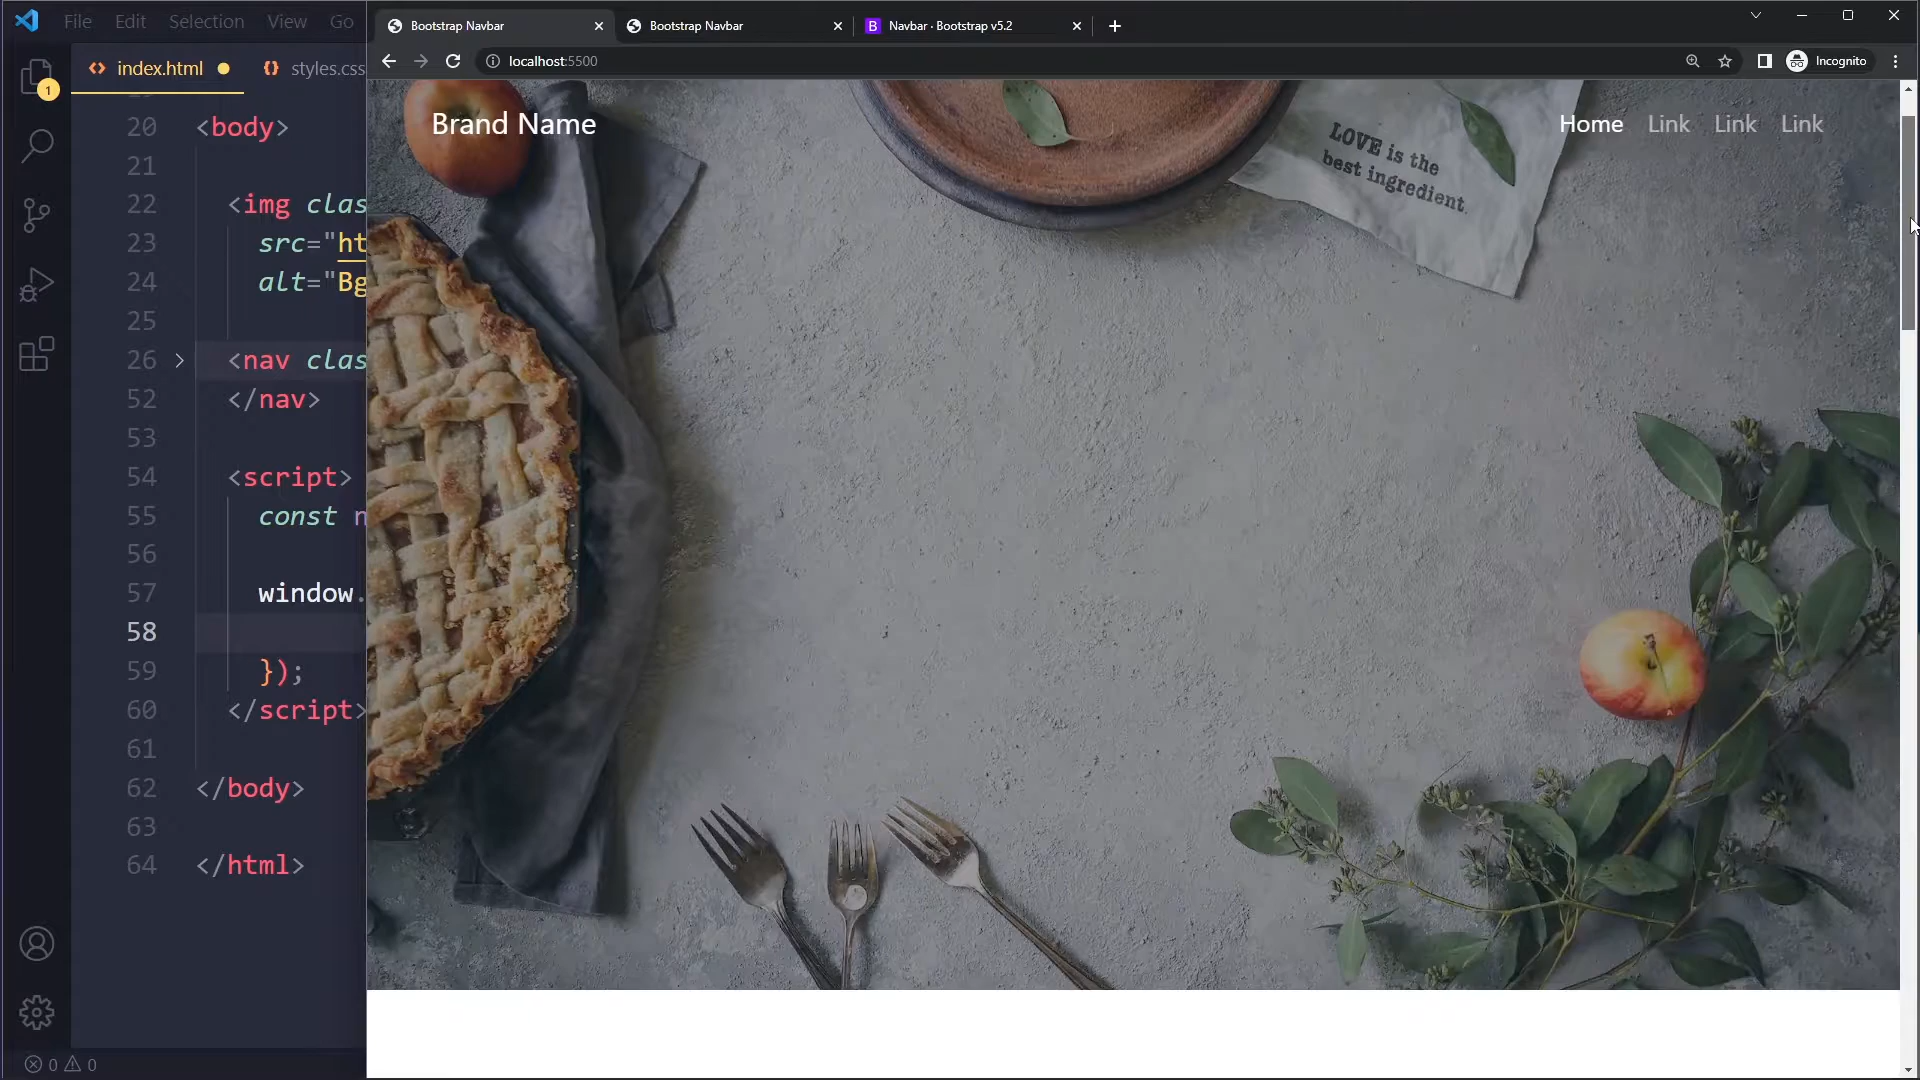 File Edit Selection View Go
Bootstrap Navbar
Bootstrap Navbar
B Navbar · Bootstrap v5.2
localhost:5500
Incognito
index.html
styles.css
1
20 <body>
21
22 <img clas
23 src="ht
24 alt="Bg
25
26 <nav clas
52 </nav>
53
54 <script>
55 const n
56
57 window.
58
59 });
60 </script>
61
62 </body>
63
64 </html>
0 0
Brand Name
Home Link Link Link
LOVE is the
best ingredient.